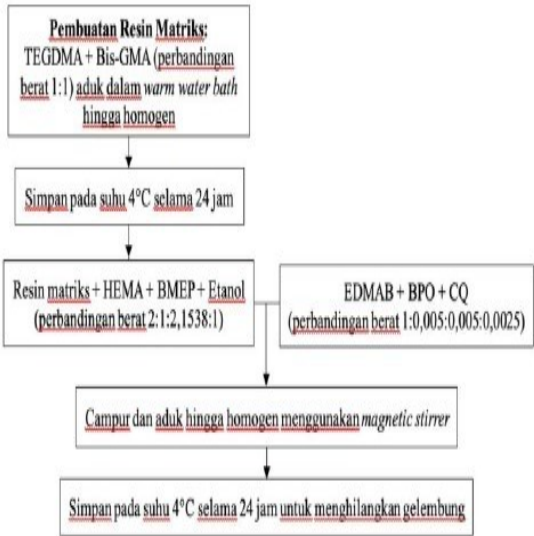 Pembuatan Resin Matriks:
TEGDMA + Bis-GMA (perbandingan
berat 1:1) aduk dalam warm water bath
hingga homogen
Simpan pada suhu 4°C selama 24 jam
Resin matriks + HEMA + BMEP + Etanol
(perbandingan berat 2:1:2,1538:1)
EDMAB + BPO + CQ
(perbandingan berat 1:0,005:0,005:0,0025)
Campur dan aduk hingga homogen menggunakan magnetic stirrer
Simpan pada suhu 4°C selama 24 jam untuk menghilangkan gelembung